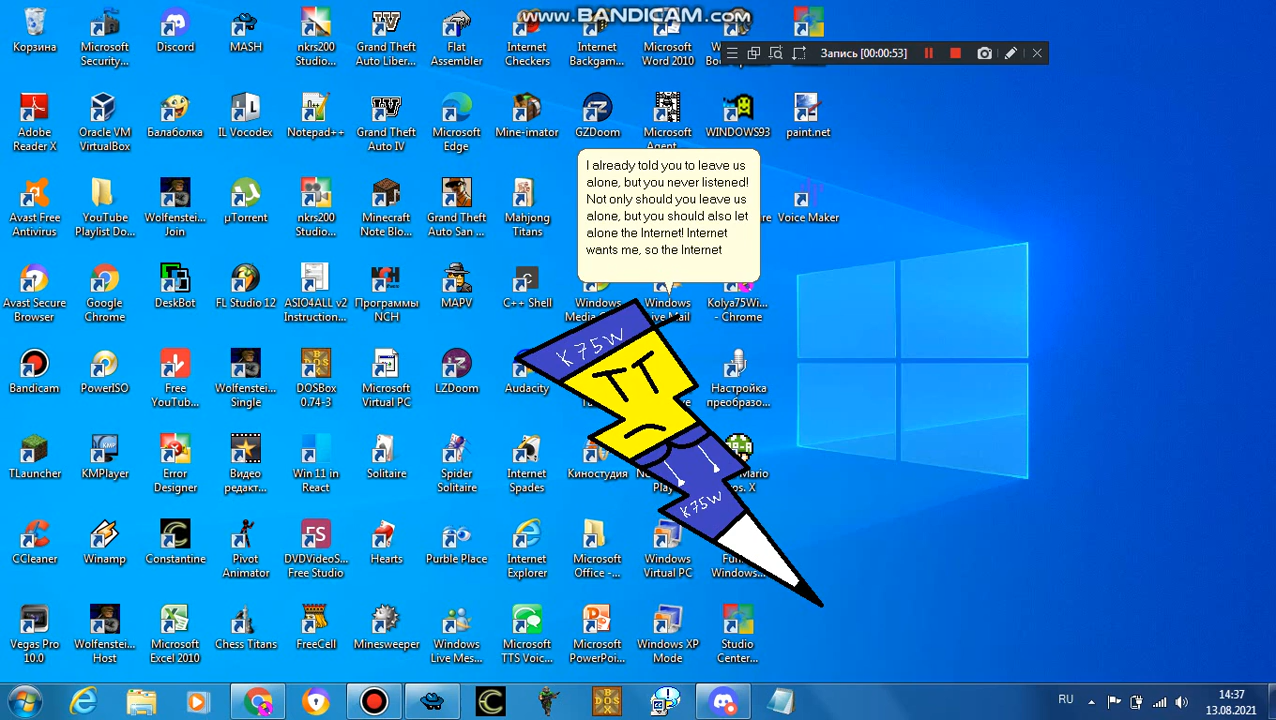 www.BANDICAM.com
Запись [00:00:53]
Корзина
Microsoft
Security...
Discord
MASH
nkrs200
Studio...
Grand Theft
Auto Liber...
Flat
Assembler
Internet
Checkers
Internet
Backgam...
Microsoft
Word 2010
Adobe
Reader X
Oracle VM
VirtualBox
Балаболка
IL Vocodex
Notepad++
Grand Theft
Auto IV
Microsoft
Edge
Mine-imator
GZDoom
Microsoft
Agent
WINDOWS93
paint.net
I already told you to leave us
alone, but you never listened!
Not only should you leave us
alone, but you should also let
alone the Internet! Internet
wants me, so the Internet
Avast Free
Antivirus
YouTube
Playlist Do...
Wolfenstei...
Join
µTorrent
nkrs200
Studio...
Minecraft
Note Blo...
Grand Theft
Auto San ...
Mahjong
Titans
Voice Maker
Avast Secure
Browser
Google
Chrome
DeskBot
FL Studio 12
ASIO4ALL v2
Instruction...
Программы
NCH
MAPV
C++ Shell
Windows
Media
Windows
Live Mail
Kolya75Wi...
- Chrome
K75W
Bandicam
PowerISO
Free
YouTube...
Wolfenstei...
Single
DOSBox
0.74-3
Microsoft
Virtual PC
LZDoom
Audacity
Настройка
преобразо...
TLauncher
KMPlayer
Error
Designer
Видео
редакт...
Win 11 in
React
Solitaire
Spider
Solitaire
Internet
Spades
Киностудия
Mario
K75W
CCleaner
Winamp
Constantine
Pivot
Animator
DVDVideoS...
Free Studio
Hearts
Purble Place
Internet
Explorer
Microsoft
Office -...
Windows
Virtual PC
Windows...
Vegas Pro
10.0
Wolfenstei...
Host
Microsoft
Excel 2010
Chess Titans
FreeCell
Minesweeper
Windows
Live Mes...
Microsoft
TTS Voic...
Microsoft
PowerPoi...
Windows XP
Mode
Studio
Center...
RU
14:37
13.08.2021